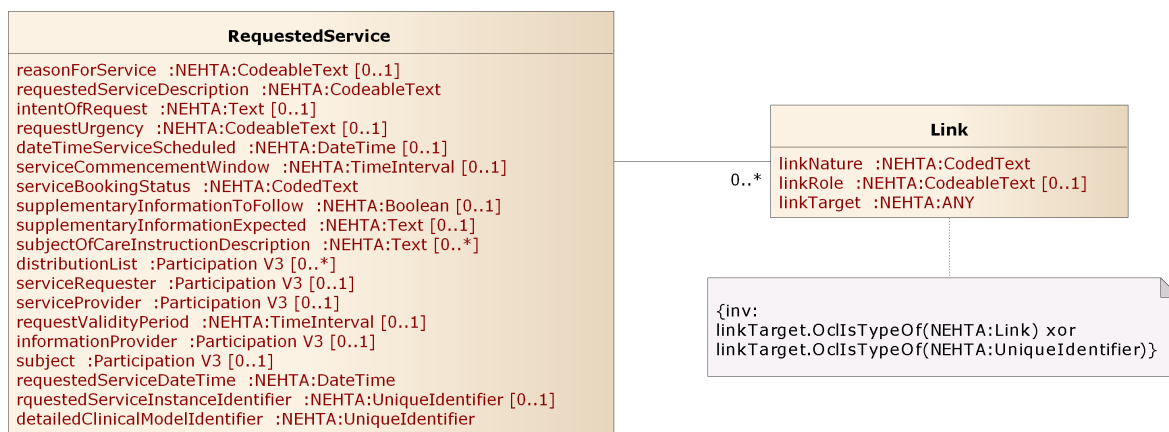 RequestedService
reasonForService :NEHTA:CodeableText [0..1]
requestedServiceDescription :NEHTA:CodeableText
intentOfRequest :NEHTA:Text [0..1]
requestUrgency :NEHTA:CodeableText [0..1]
dateTimeServiceScheduled :NEHTA:DateTime [0..1]
serviceCommencementWindow :NEHTA:TimeInterval [0..1]
serviceBookingStatus :NEHTA:CodedText
supplementaryInformationToFollow :NEHTA:Boolean [0..1]
supplementaryInformationExpected :NEHTA:Text [0..1]
subjectOfCareInstructionDescription :NEHTA:Text [0..*]
distributionList :Participation V3 [0..*]
serviceRequester :Participation V3 [0..1]
serviceProvider :Participation V3 [0..1]
requestValidityPeriod :NEHTA:TimeInterval [0..1]
informationProvider :Participation V3 [0..1]
subject :Participation V3 [0..1]
requestedServiceDateTime :NEHTA:DateTime
rquestedServiceInstanceIdentifier :NEHTA:UniqueIdentifier [0..1]
detailedClinicalModelIdentifier :NEHTA:UniqueIdentifier
0..*
Link
linkNature :NEHTA:CodedText
linkRole :NEHTA:CodeableText [0..1]
linkTarget :NEHTA:ANY
{inv:
linkTarget.OclIsTypeOf(NEHTA:Link) xor
linkTarget.OclIsTypeOf(NEHTA:UniqueIdentifier)}